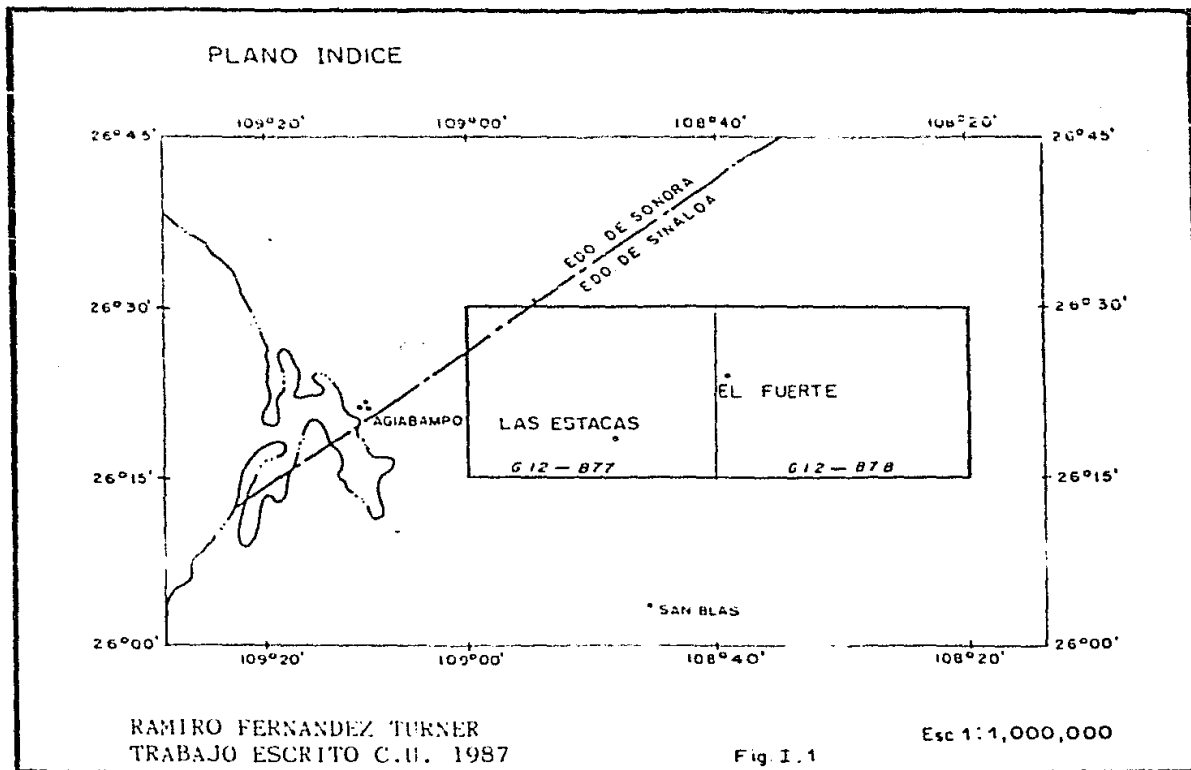 PLANO INDICE
109°20' 109°00' 108°40' 108°20'
26°45' 26°45'
EDO DE SONORA
EDO DE SINALOA
26°30' 26°30'
EL FUERTE
AGIABAMPO LAS ESTACAS
G12-B77 G12-B78
26°15' 26°15'
SAN BLAS
26°00' 26°00'
109°20' 109°00' 108°40' 108°20'
RAMIRO FERNANDEZ TURNER
TRABAJO ESCRITO C.U. 1987
Fig. I.1
Esc 1:1,000,000